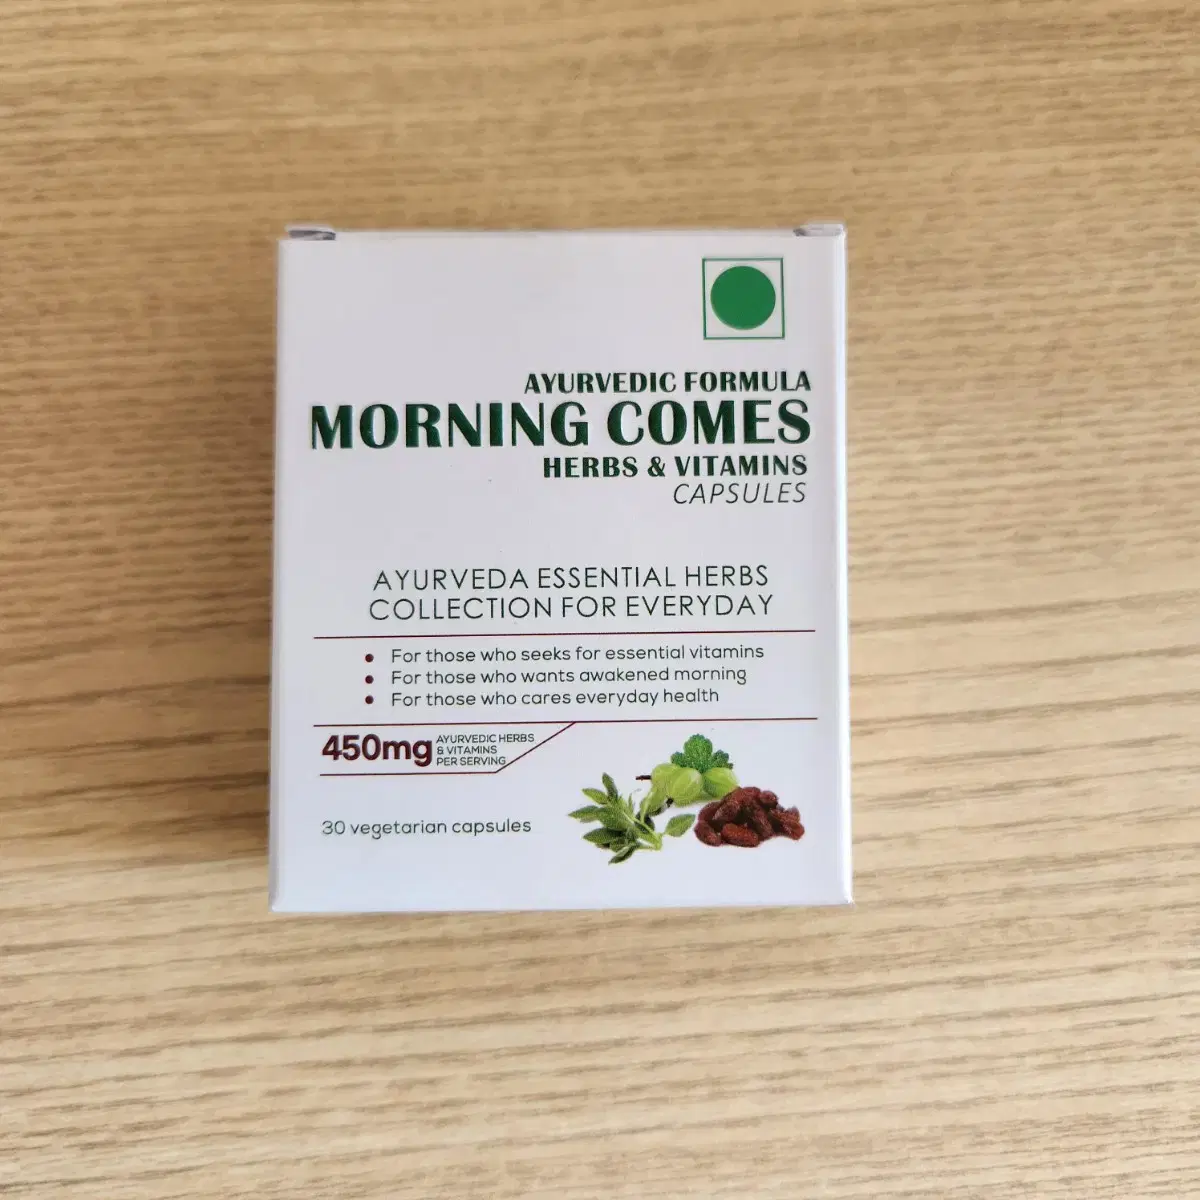 AYURVEDIC FORMULA
MORNING COMES
HERBS & VITAMINS
CAPSULES
AYURVEDA ESSENTIAL HERBS
COLLECTION FOR EVERYDAY
• For those who seeks for essential vitamins
• For those who wants awakened morning
• For those who cares everyday health
450mg
AYURVEDIC HERBS
& VITAMINS
PER SERVING
30 vegetarian capsules